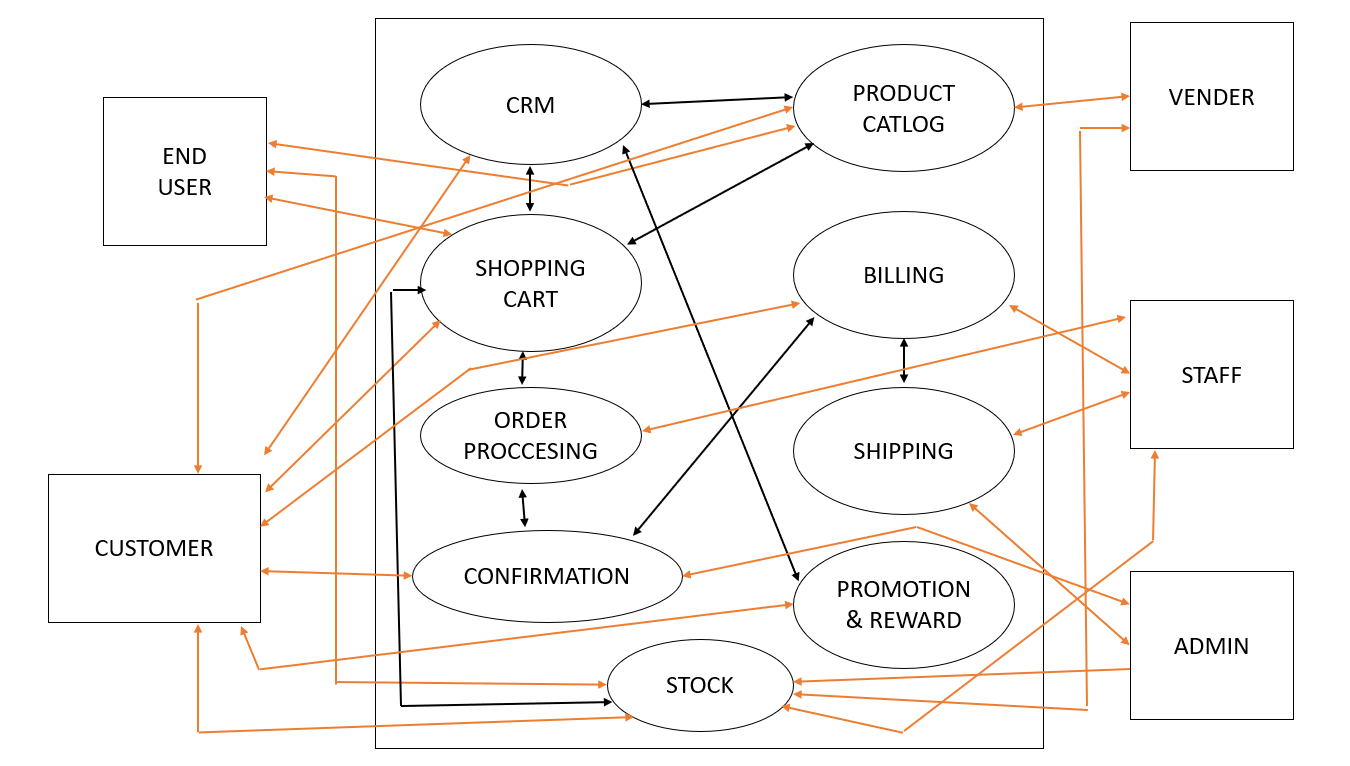 CRM
PRODUCT
CATLOG
VENDER
END
USER
SHOPPING
CART
BILLING
STAFF
ORDER
PROCCESING
SHIPPING
CUSTOMER
CONFIRMATION
PROMOTION
& REWARD
ADMIN
STOCK